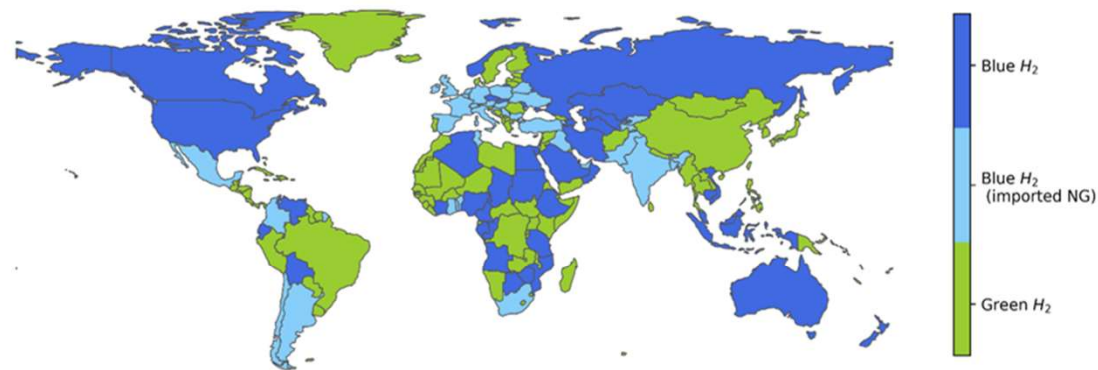 Blue H₂
Blue H₂
(imported NG)
Green H₂